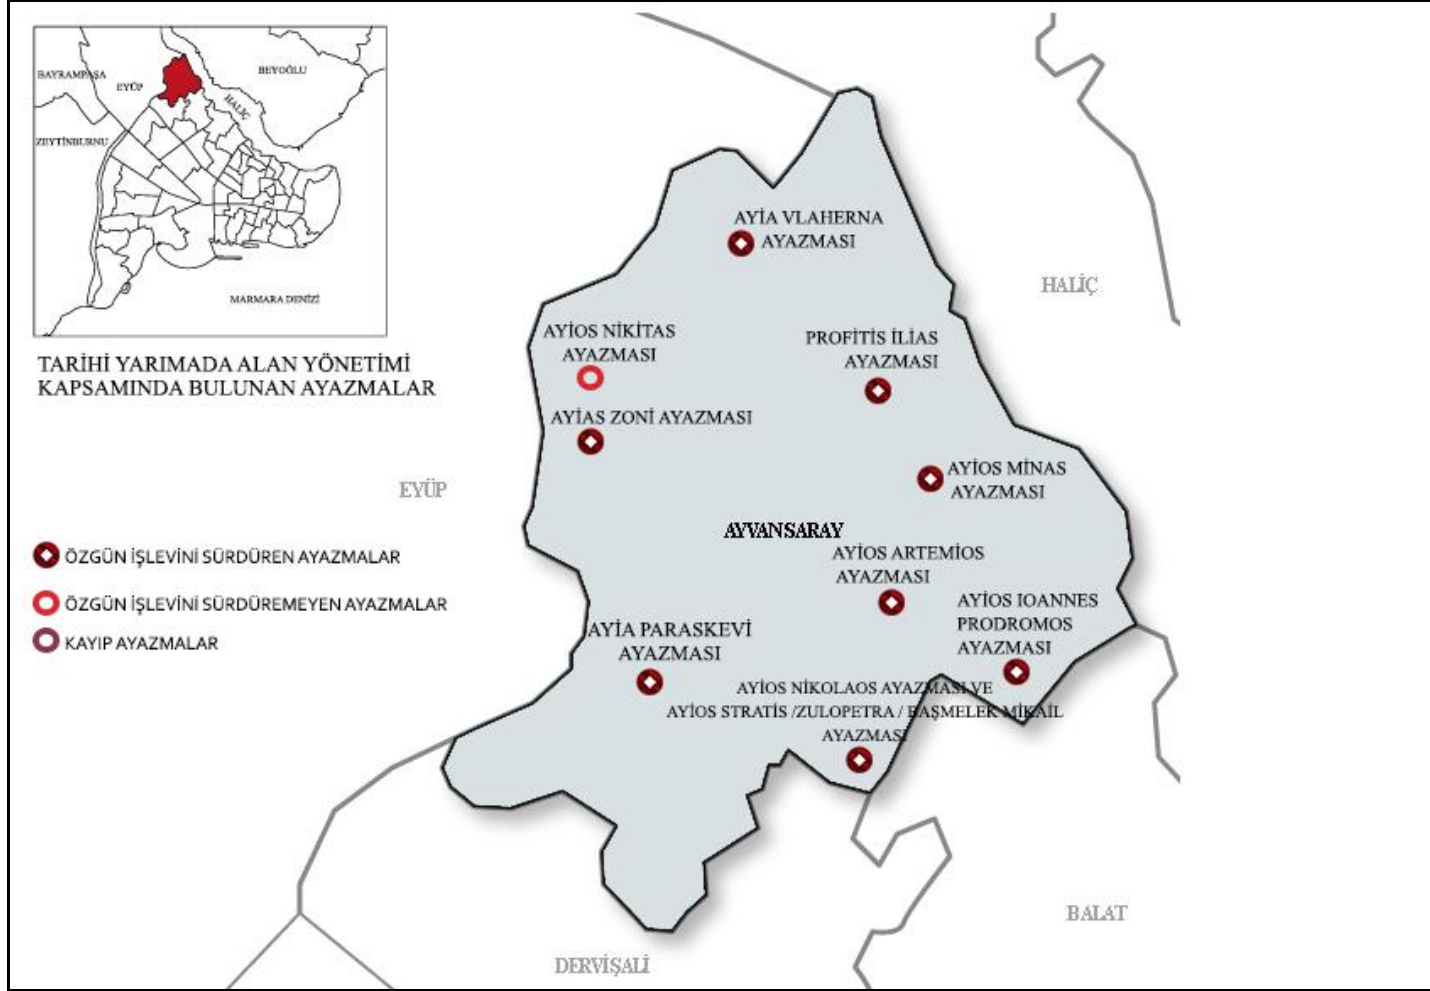 BAYRAMPAŞA
EYÜP
BEYOĞLU
HALİÇ
ZEYTİNBURNU
MARMARA DENİZİ
TARİHİ YARIMADA ALAN YÖNETİMİ
KAPSAMINDA BULUNAN AYAZMALAR
EYÜP
ÖZGÜN İŞLEVİNİ SÜRDÜREN AYAZMALAR
ÖZGÜN İŞLEVİNİ SÜRDÜREMEYEN AYAZMALAR
KAYIP AYAZMALAR
AYİA VLAHERNA
AYAZMASI
HALİÇ
AYİOS NİKİTAS
AYAZMASI
PROFİTİS İLİAS
AYAZMASI
AYİAS ZONİ AYAZMASI
AYİOS MİNAS
AYAZMASI
AYVANSARAY
AYİOS ARTEMİOS
AYAZMASI
AYİOS IOANNES
PRODROMOS
AYAZMASI
AYİA PARASKEVİ
AYAZMASI
AYİOS NİKOLAOS AYAZMASI VE
AYİOS STRATİS /ZULOPETRA / BAŞMELEK MİKAİL
AYAZMASI
BALAT
DERVİŞALİ